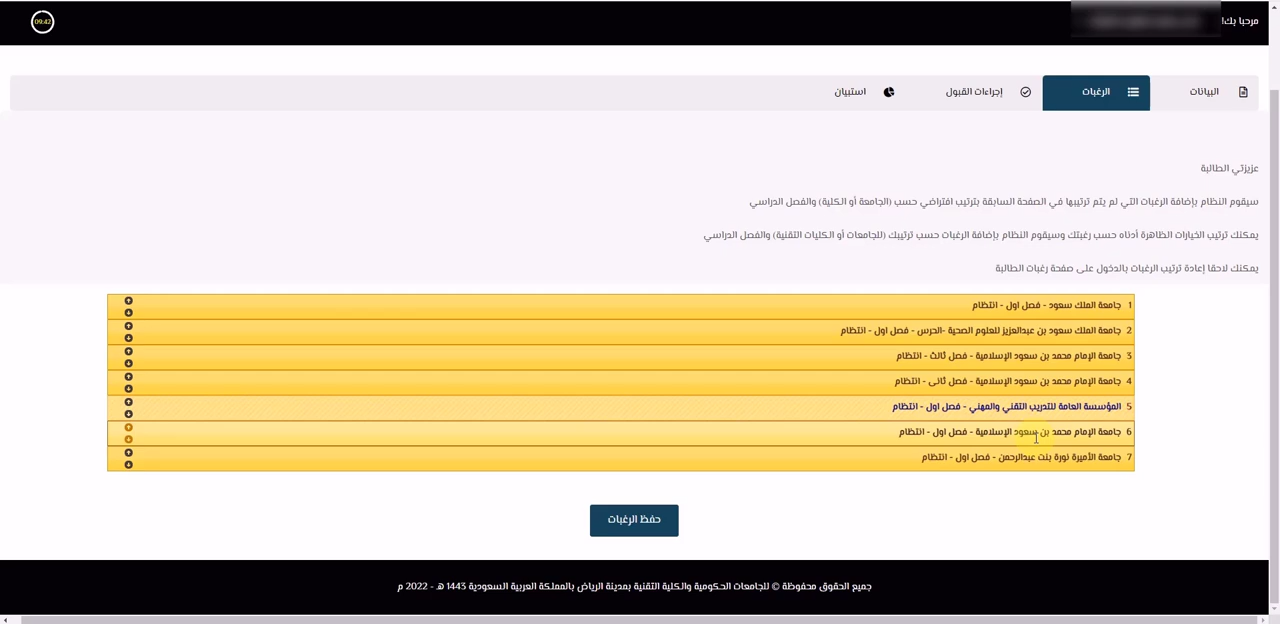 مرحبا بك!
09:42
البيانات
الرغبات
إجراءات القبول
استبيان
عزيزتي الطالبة
سيقوم النظام بإضافة الرغبات التي لم يتم ترتيبها في الصفحة السابقة بترتيب افتراضي حسب (الجامعة أو الكلية) والفصل الدراسي
يمكنك ترتيب الخيارات الظاهرة أدناه حسب رغبتك وسيقوم النظام بإضافة الرغبات حسب ترتيبك (للجامعات أو الكليات التقنية) والفصل الدراسي
يمكنك لاحقا إعادة ترتيب الرغبات بالدخول على صفحة رغبات الطالبة
1 جامعة الملك سعود - فصل اول - انتظام
2 جامعة الملك سعود بن عبدالعزيز للعلوم الصحية -الحرس - فصل اول - انتظام
3 جامعة الإمام محمد بن سعود الإسلامية - فصل ثالث - انتظام
4 جامعة الإمام محمد بن سعود الإسلامية - فصل ثانى - انتظام
5 المؤسسة العامة للتدريب التقني والمهني - فصل اول - انتظام
6 جامعة الإمام محمد بن سعود الإسلامية - فصل اول - انتظام
7 جامعة الأميرة نورة بنت عبدالرحمن - فصل اول - انتظام
حفظ الرغبات
جميع الحقوق محفوظة © للجامعات الحكومية والكلية التقنية بمدينة الرياض بالمملكة العربية السعودية 1443 هـ - 2022 م